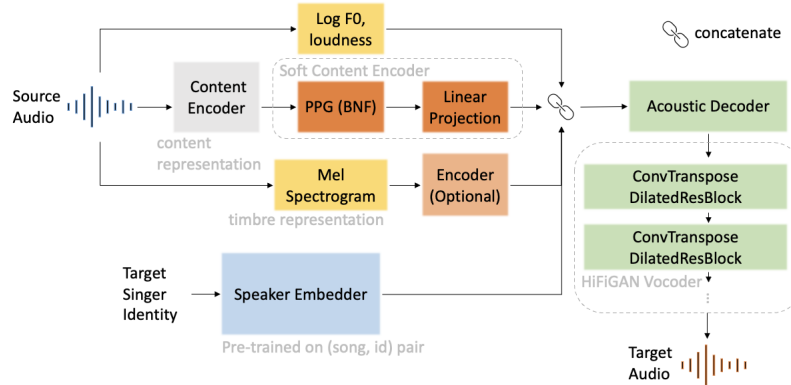 Log F0,
loudness
concatenate
Soft Content Encoder
Source
Audio
Content
Encoder
PPG (BNF)
Linear
Projection
Acoustic Decoder
content
representation
Mel
Spectrogram
Encoder
(Optional)
timbre representation
ConvTranspose
DilatedResBlock
ConvTranspose
DilatedResBlock
HiFiGAN Vocoder
Target
Singer
Identity
Speaker Embedder
Pre-trained on (song, id) pair
Target
Audio